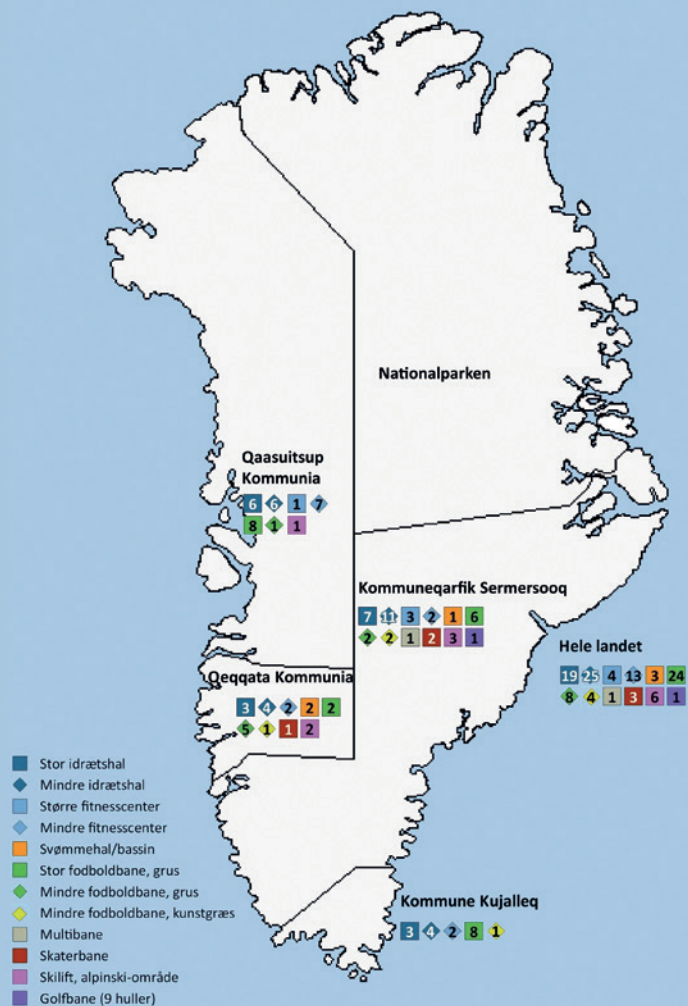 Nationalparken
Qaasuitsup
Kommunia
6 6 1 7
8 1 1
Kommuneqarfik Sermersooq
7 11 3 2 1 6
2 2 1 2 3 1
Hele landet
19 25 4 13 3 24
8 4 1 3 6 1
Qeqqata Kommunia
3 4 2 2 2
5 1 1 2
Stor idrætshal
Mindre idrætshal
Større fitnesscenter
Mindre fitnesscenter
Svømmehal/bassin
Stor fodboldbane, grus
Mindre fodboldbane, grus
Mindre fodboldbane, kunstgræs
Multibane
Skaterbane
Skilift, alpinski-område
Golfbane (9 huller)
Kommune Kujalleq
3 4 2 8 1